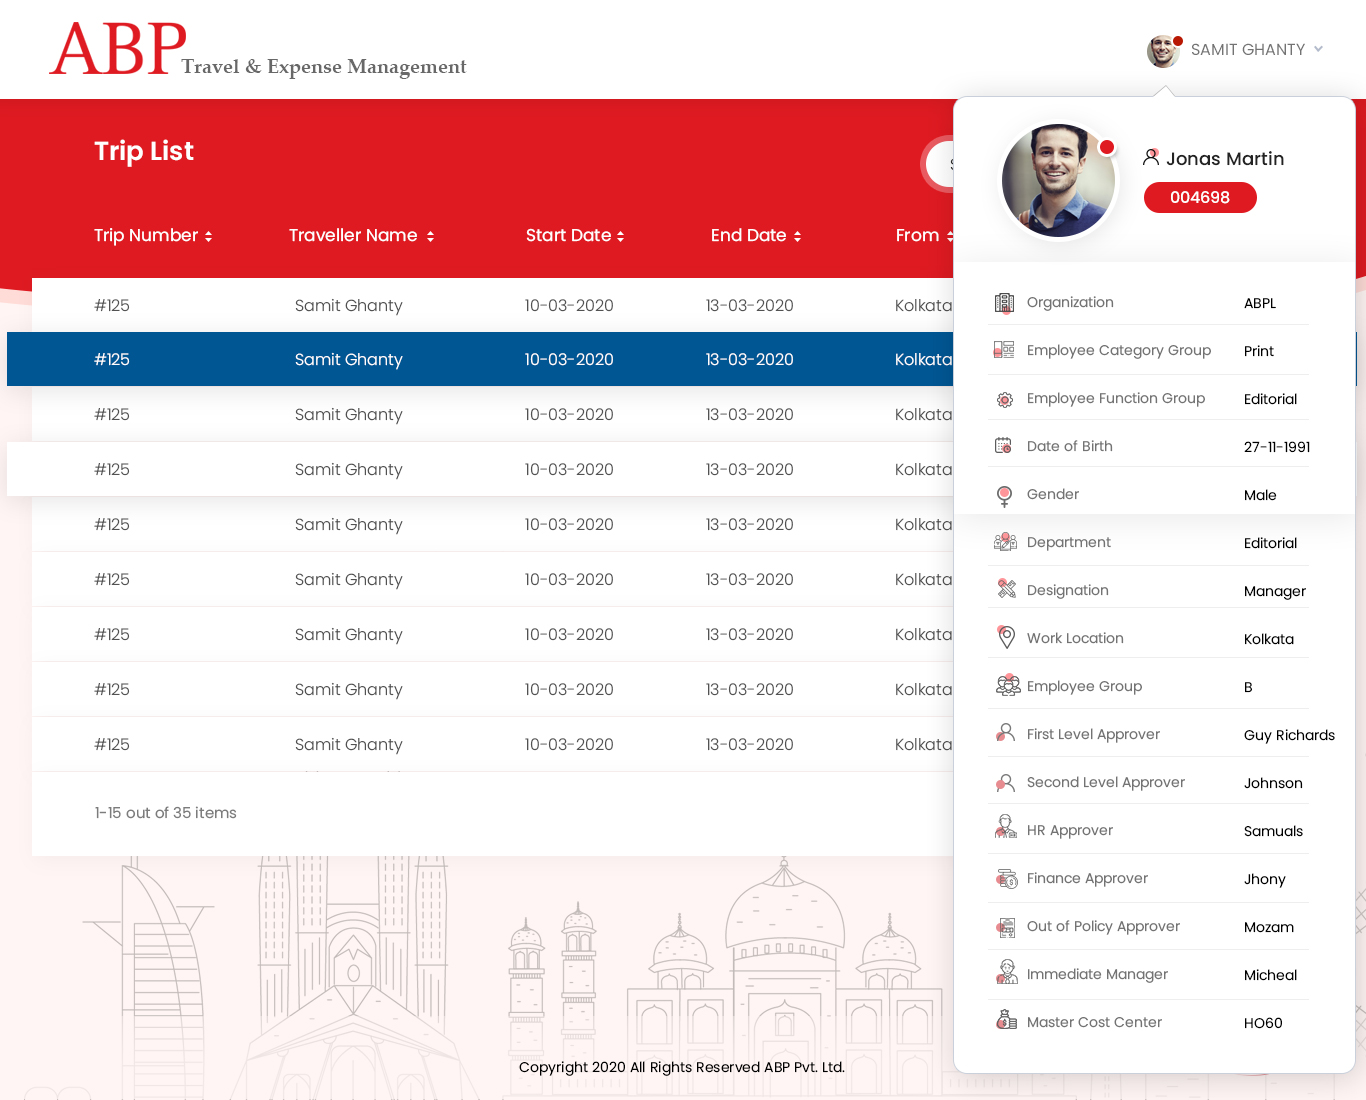 ABP Travel & Expense Management
SAMIT GHANTY
Trip List
S
Trip Number Traveller Name Start Date End Date From
#125 Samit Ghanty 10-03-2020 13-03-2020 Kolkata
#125 Samit Ghanty 10-03-2020 13-03-2020 Kolkata
#125 Samit Ghanty 10-03-2020 13-03-2020 Kolkata
#125 Samit Ghanty 10-03-2020 13-03-2020 Kolkata
#125 Samit Ghanty 10-03-2020 13-03-2020 Kolkata
#125 Samit Ghanty 10-03-2020 13-03-2020 Kolkata
#125 Samit Ghanty 10-03-2020 13-03-2020 Kolkata
#125 Samit Ghanty 10-03-2020 13-03-2020 Kolkata
#125 Samit Ghanty 10-03-2020 13-03-2020 Kolkata
1-15 out of 35 items
Jonas Martin
004698
Organization ABPL
Employee Category Group Print
Employee Function Group Editorial
Date of Birth 27-11-1991
Gender Male
Department Editorial
Designation Manager
Work Location Kolkata
Employee Group B
First Level Approver Guy Richards
Second Level Approver Johnson
HR Approver Samuals
Finance Approver Jhony
Out of Policy Approver Mozam
Immediate Manager Micheal
Master Cost Center HO60
Copyright 2020 All Rights Reserved ABP Pvt. Ltd.